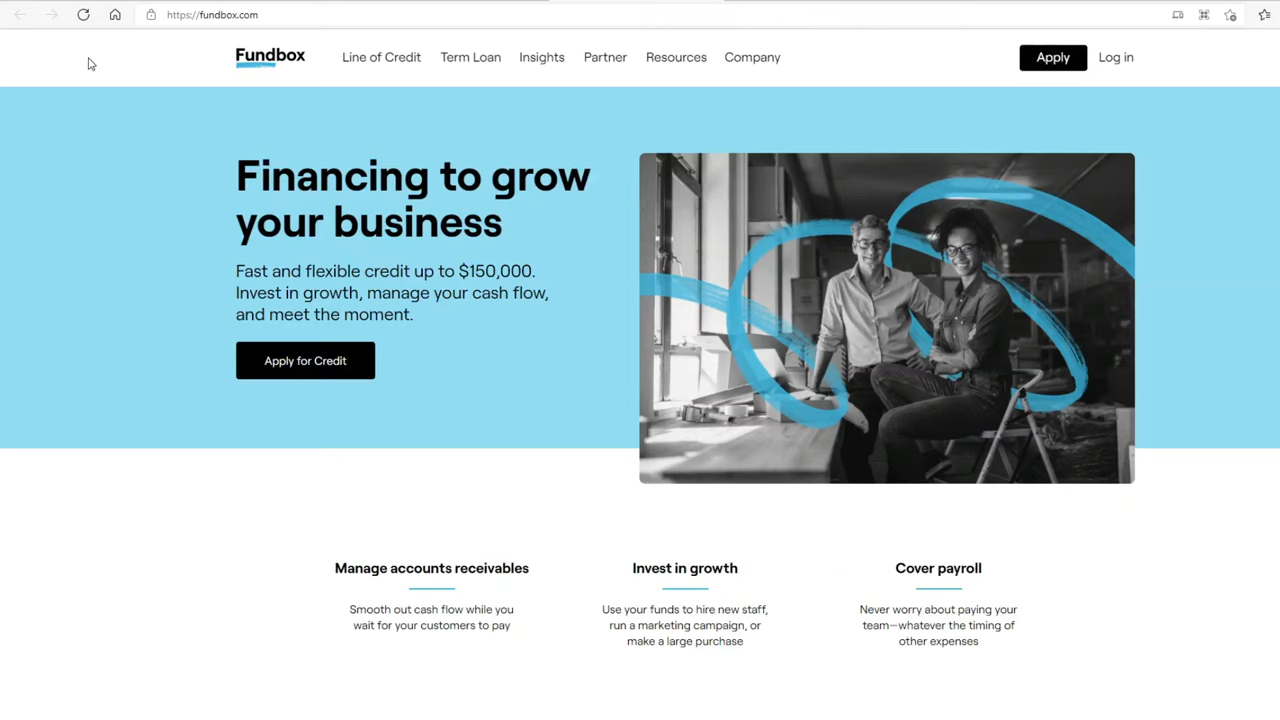 https://fundbox.com
Fundbox
Line of Credit
Term Loan
Insights
Partner
Resources
Company
Apply
Log in
Financing to grow
your business
Fast and flexible credit up to $150,000.
Invest in growth, manage your cash flow,
and meet the moment.
Apply for Credit
Manage accounts receivables
Smooth out cash flow while you
wait for your customers to pay
Invest in growth
Use your funds to hire new staff,
run a marketing campaign, or
make a large purchase
Cover payroll
Never worry about paying your
team—whatever the timing of
other expenses